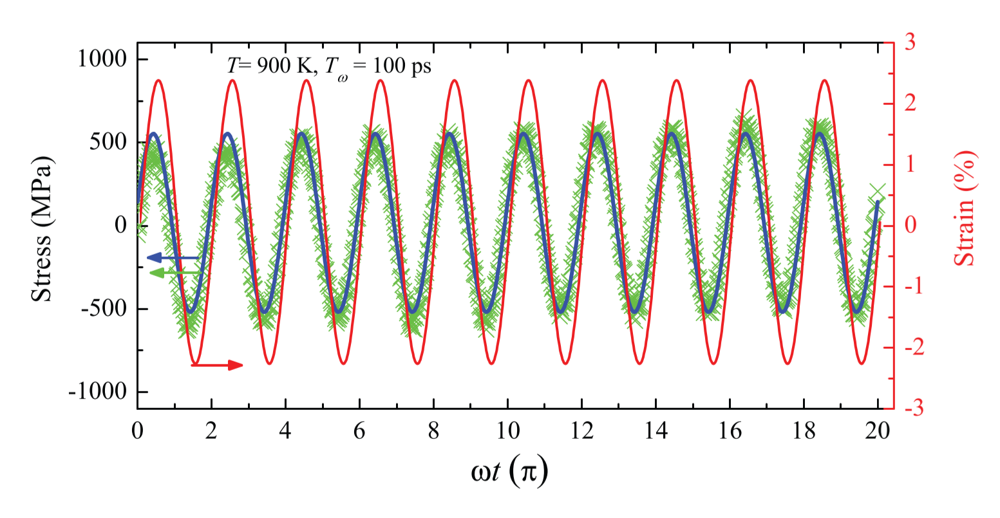 T= 900 K, Tω = 100 ps
Stress (MPa)
1000
500
0
-500
-1000
3
2
1
0
-1
-2
-3
Strain (%)
0 2 4 6 8 10 12 14 16 18 20
ωt (π)